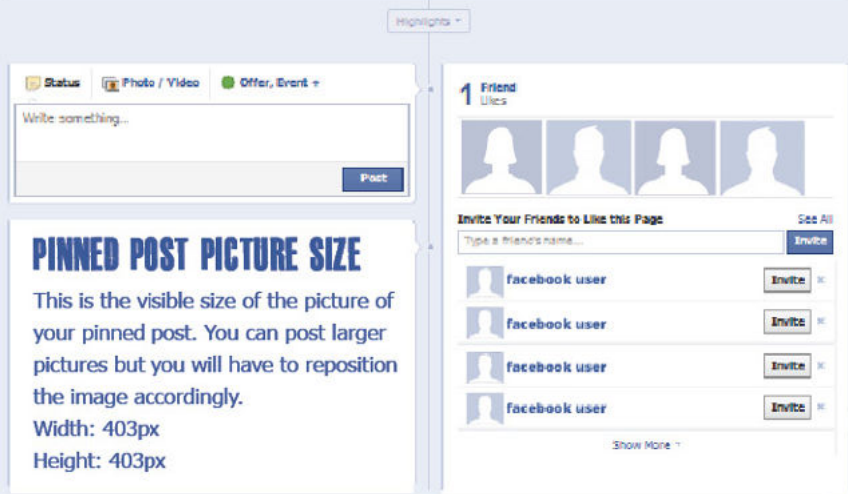 Highlights
Status Photo / Video Offer, Event +
Write something...
Post
PINNED POST PICTURE SIZE
This is the visible size of the picture of
your pinned post. You can post larger
pictures but you will have to reposition
the image accordingly.
Width: 403px
Height: 403px
1 Friend
Likes
Invite Your Friends to Like this Page See All
Type a friend's name... Invite
facebook user Invite
facebook user Invite
facebook user Invite
facebook user Invite
Show More